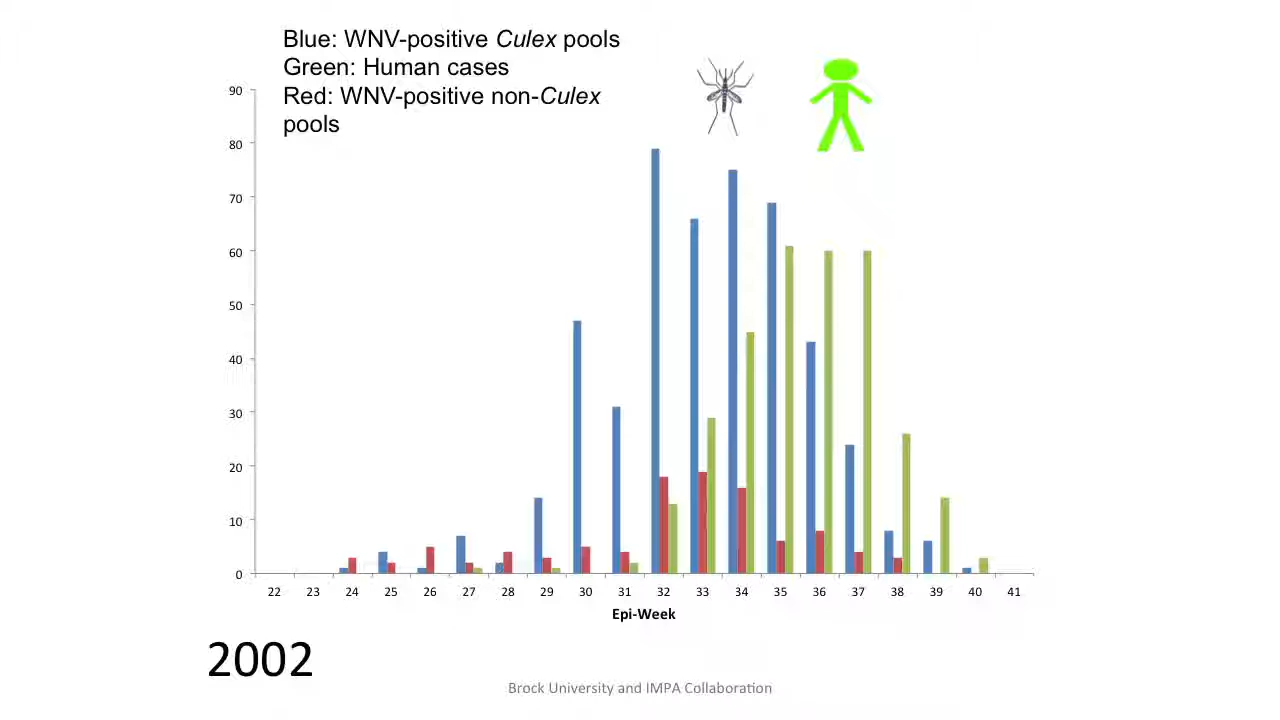 Blue: WNV-positive Culex pools
Green: Human cases
Red: WNV-positive non-Culex
pools
90
80
70
60
50
40
30
20
10
0
22 23 24 25 26 27 28 29 30 31 32 33 34 35 36 37 38 39 40 41
Epi-Week
2002
Brock University and IMPA Collaboration